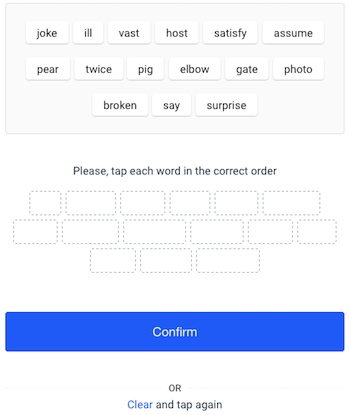 joke ill vast host satisfy assume
pear twice pig elbow gate photo
broken say surprise
Please, tap each word in the correct order
Confirm
OR
Clear and tap again